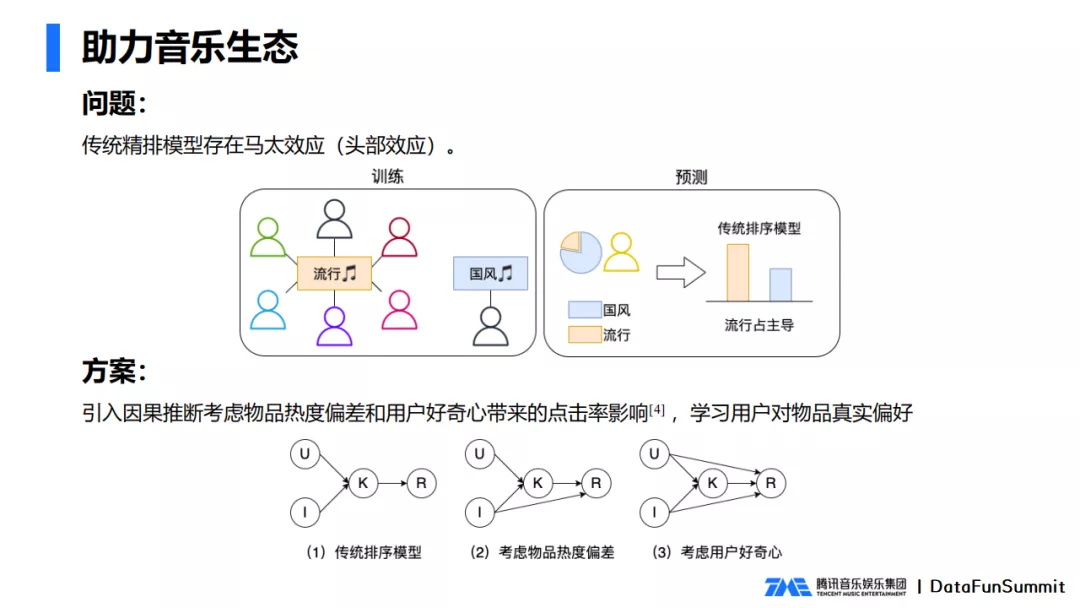 助力音乐生态
问题：
传统精排模型存在马太效应（头部效应）。
训练
预测
流行
国风
传统排序模型
国风
流行
流行占主导
方案：
引入因果推断考虑物品热度偏差和用户好奇心带来的点击率影响[4]，学习用户对物品真实偏好
U
K
R
I
U
K
R
I
U
K
R
I
（1）传统排序模型
（2）考虑物品热度偏差
（3）考虑用户好奇心
TME 腾讯音乐娱乐集团 | DataFunSummit
TENCENT MUSIC ENTERTAINMENT